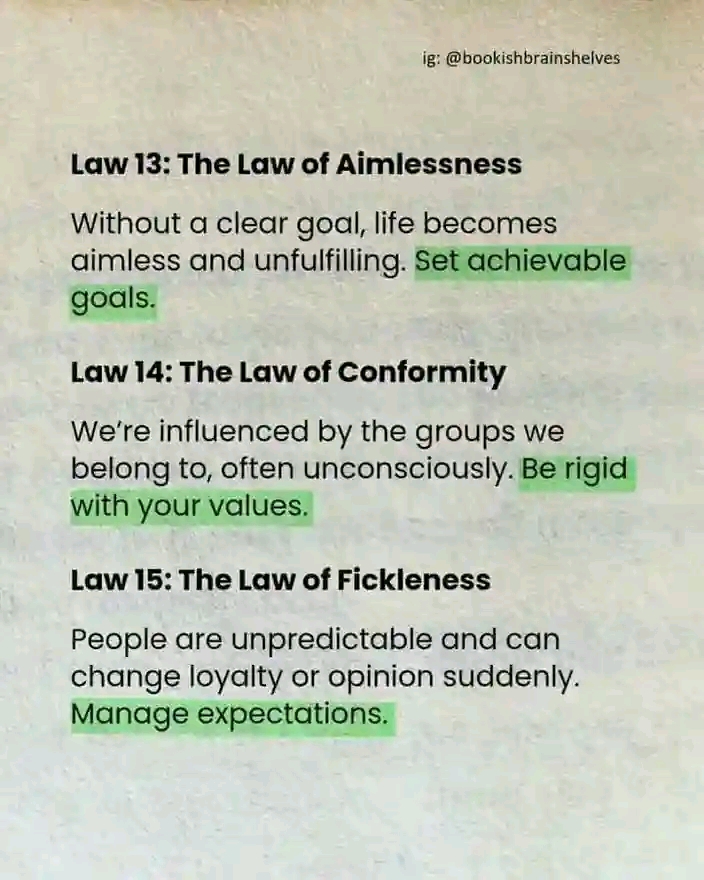 ig: @bookishbrainshelves
Law 13: The Law of Aimlessness
Without a clear goal, life becomes
aimless and unfulfilling. Set achievable
goals.
Law 14: The Law of Conformity
We’re influenced by the groups we
belong to, often unconsciously. Be rigid
with your values.
Law 15: The Law of Fickleness
People are unpredictable and can
change loyalty or opinion suddenly.
Manage expectations.